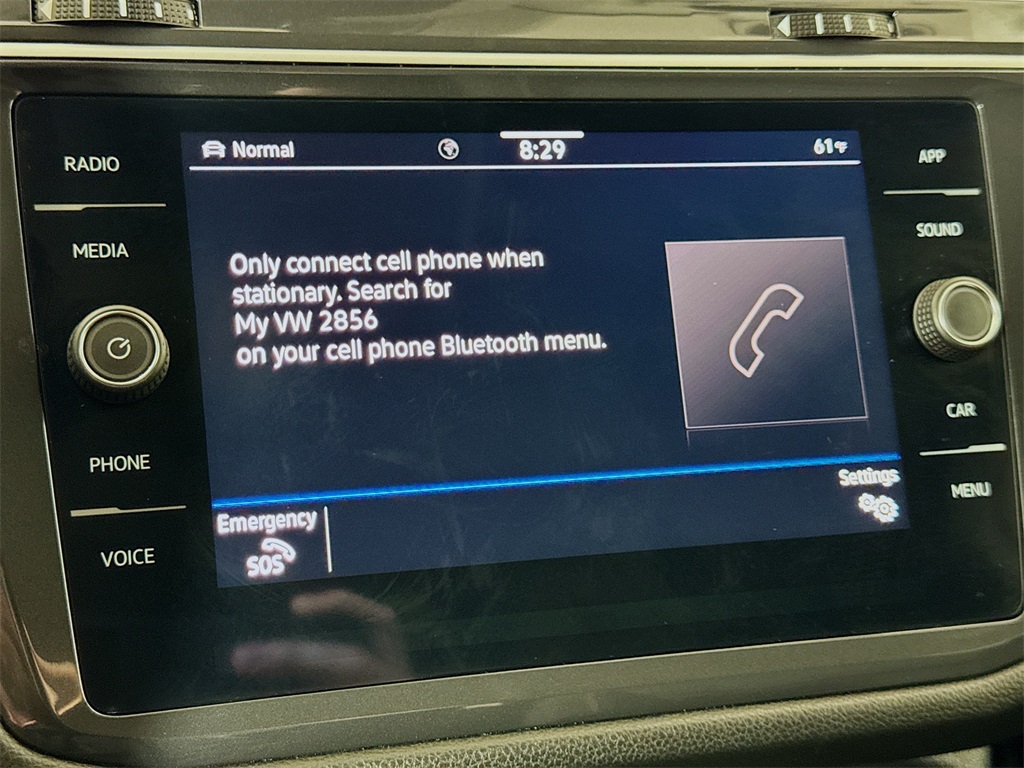 RADIO
MEDIA
PHONE
VOICE
Normal
8:29
61°F
Only connect cell phone when
stationary. Search for
My VW 2856
on your cell phone Bluetooth menu.
Emergency
SOS
Settings
APP
SOUND
CAR
MENU